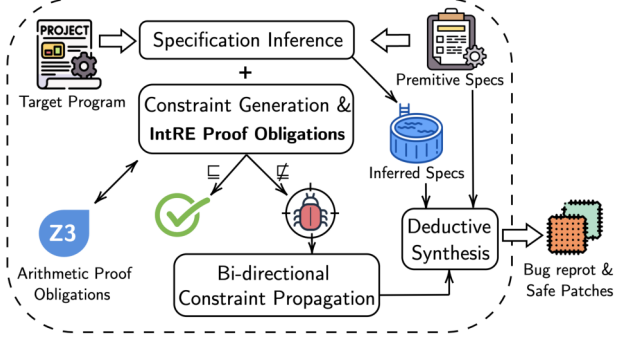 PROJECT
Target Program
Specification Inference
Premitive Specs
+
Constraint Generation &
IntRE Proof Obligations
⊑
⋢
Inferred Specs
Z3
Arithmetic Proof
Obligations
Bi-directional
Constraint Propagation
Deductive
Synthesis
Bug reprot &
Safe Patches